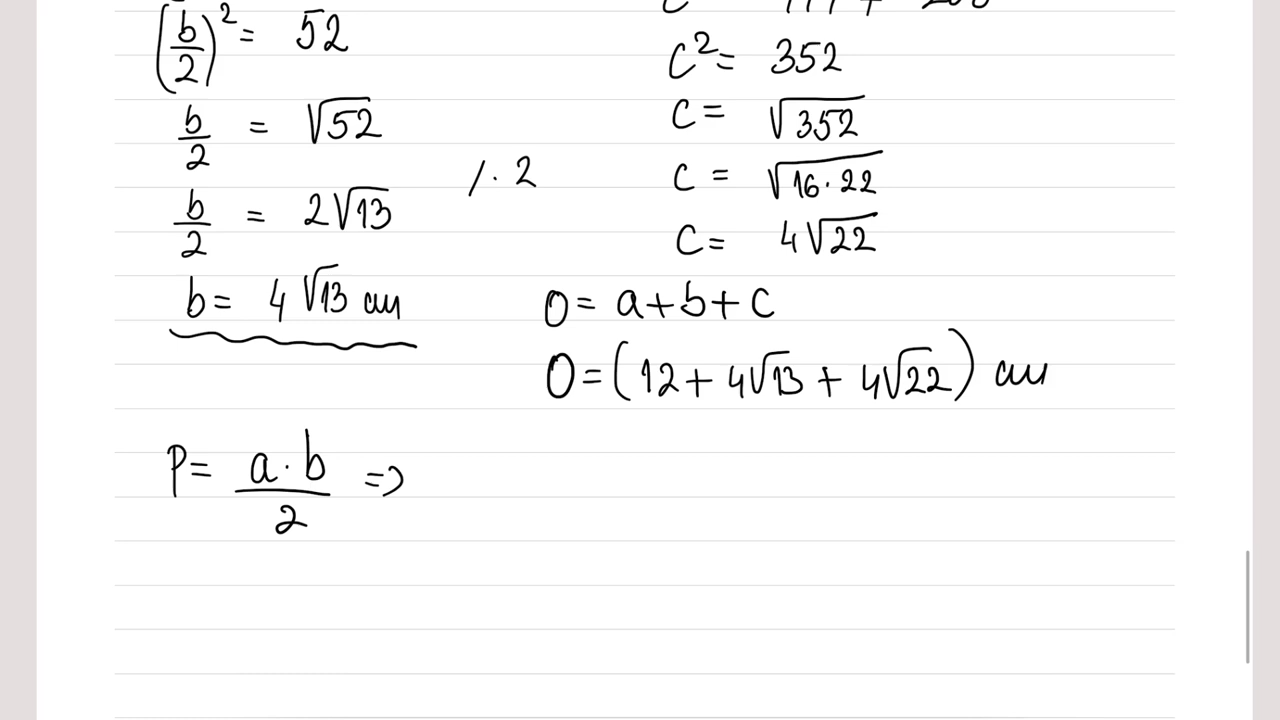 (b/2)² = 52
b/2 = √52
b/2 = 2√13 /·2
b = 4√13 cm
c² = 352
c = √352
c = √16·22
c = 4√22
O = a+b+c
O = (12 + 4√13 + 4√22) cm
P = a·b/2 =>